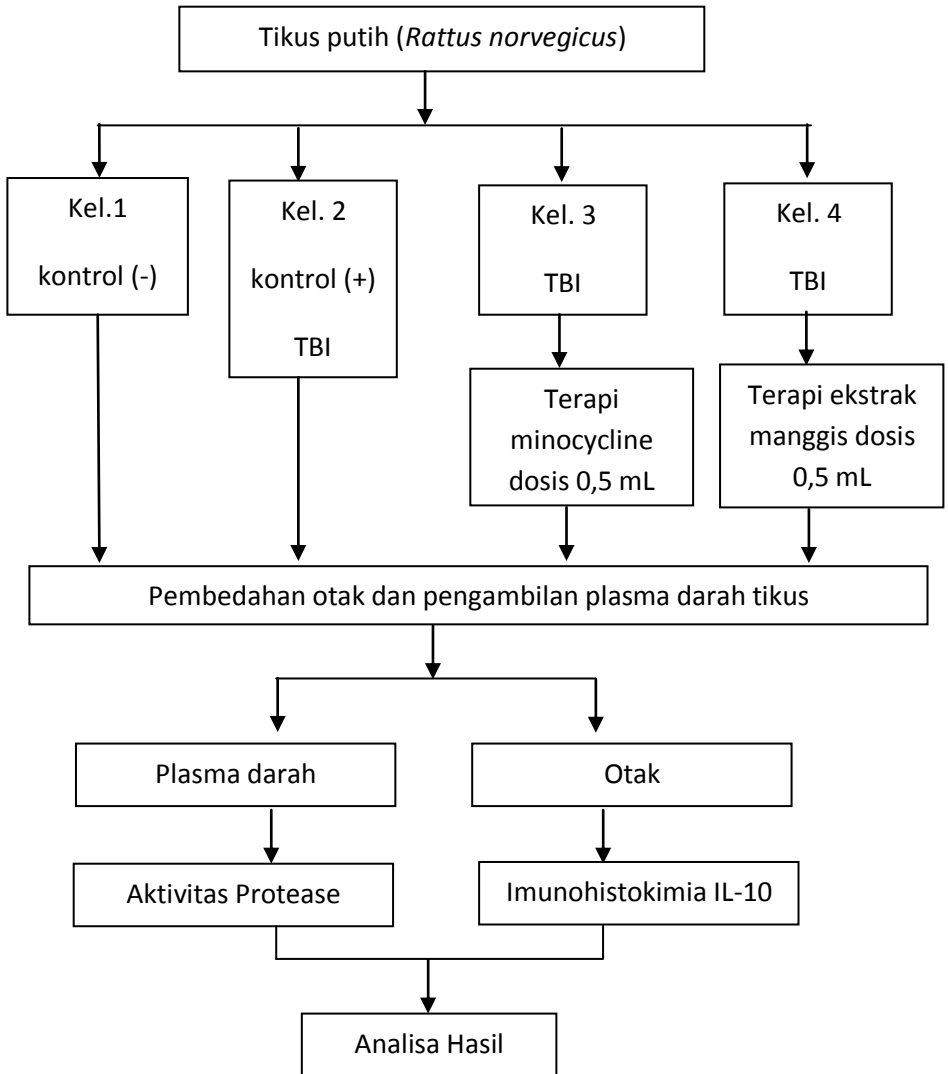 Tikus putih (Rattus norvegicus)
Kel.1
kontrol (-)
Kel. 2
kontrol (+)
TBI
Kel. 3
TBI
Kel. 4
TBI
Terapi
minocycline
dosis 0,5 mL
Terapi ekstrak
manggis dosis
0,5 mL
Pembedahan otak dan pengambilan plasma darah tikus
Plasma darah
Otak
Aktivitas Protease
Imunohistokimia IL-10
Analisa Hasil